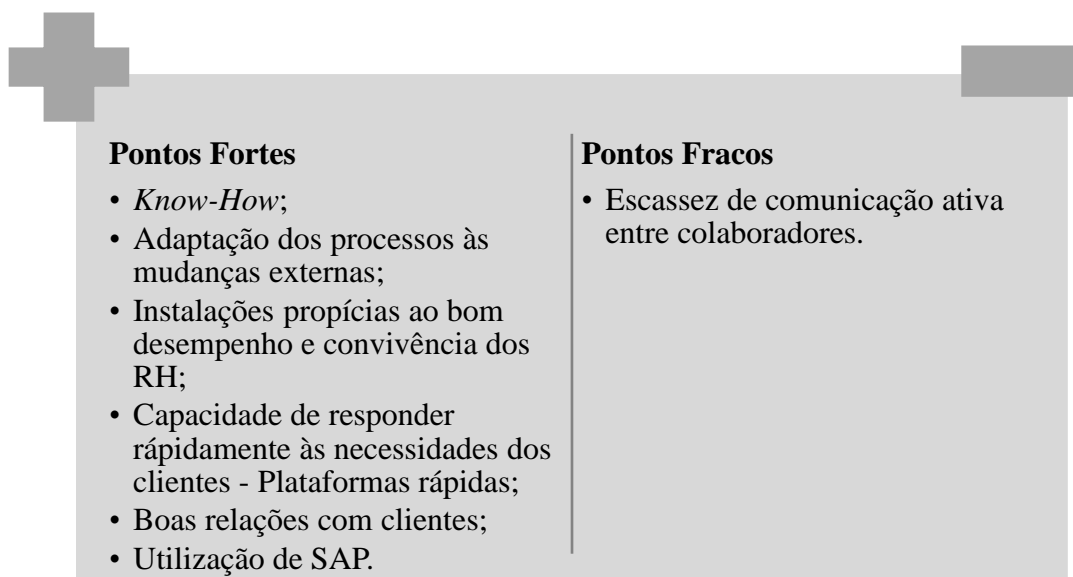 Pontos Fortes
• Know-How;
• Adaptação dos processos às
mudanças externas;
• Instalações propícias ao bom
desempenho e convivência dos
RH;
• Capacidade de responder
rápidamente às necessidades dos
clientes - Plataformas rápidas;
• Boas relações com clientes;
• Utilização de SAP.
Pontos Fracos
• Escassez de comunicação ativa
entre colaboradores.